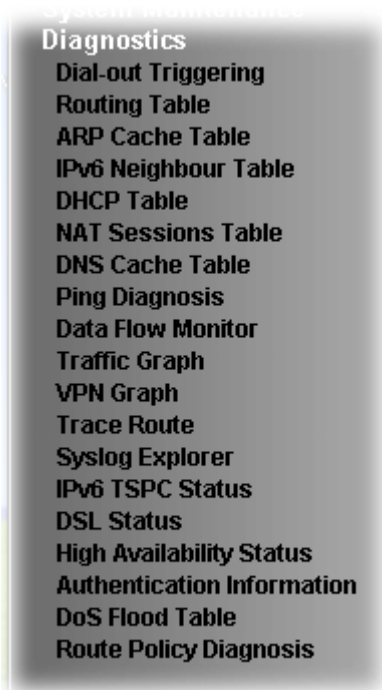 System Maintenance
Diagnostics
Dial-out Triggering
Routing Table
ARP Cache Table
IPv6 Neighbour Table
DHCP Table
NAT Sessions Table
DNS Cache Table
Ping Diagnosis
Data Flow Monitor
Traffic Graph
VPN Graph
Trace Route
Syslog Explorer
IPv6 TSPC Status
DSL Status
High Availability Status
Authentication Information
DoS Flood Table
Route Policy Diagnosis